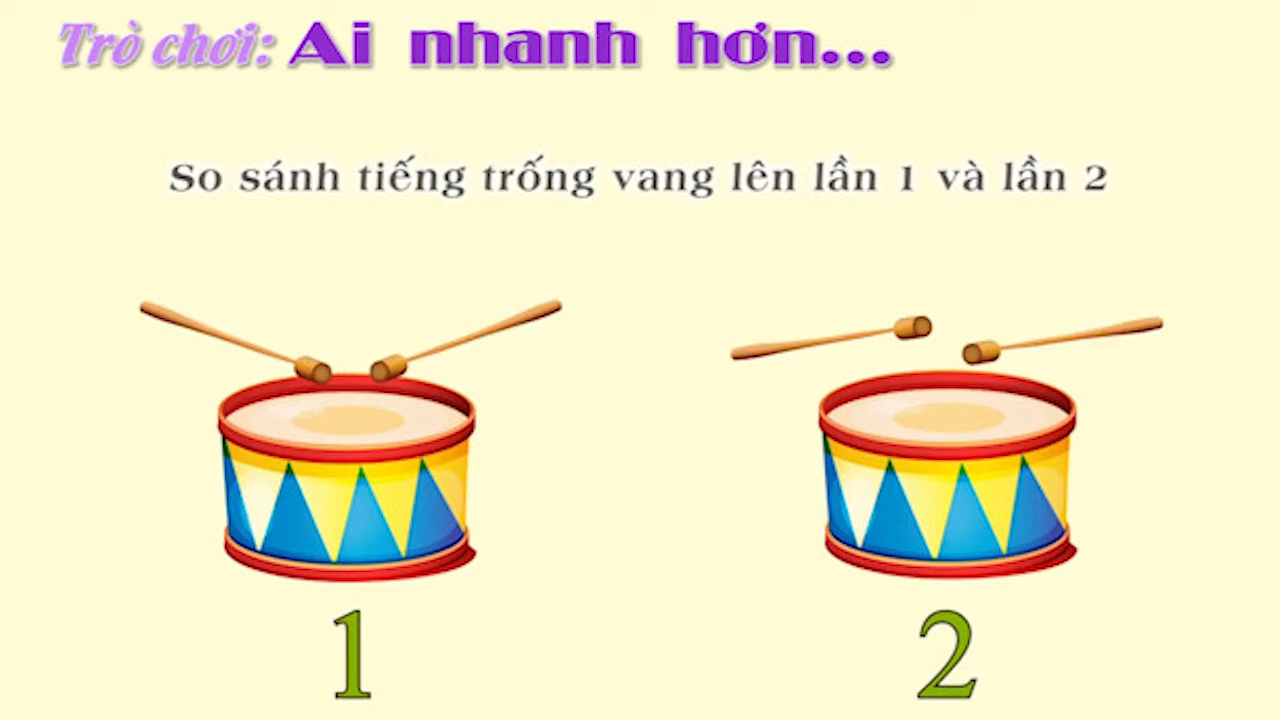 Trò chơi: Ai nhanh hơn...
So sánh tiếng trống vang lên lần 1 và lần 2
1 2